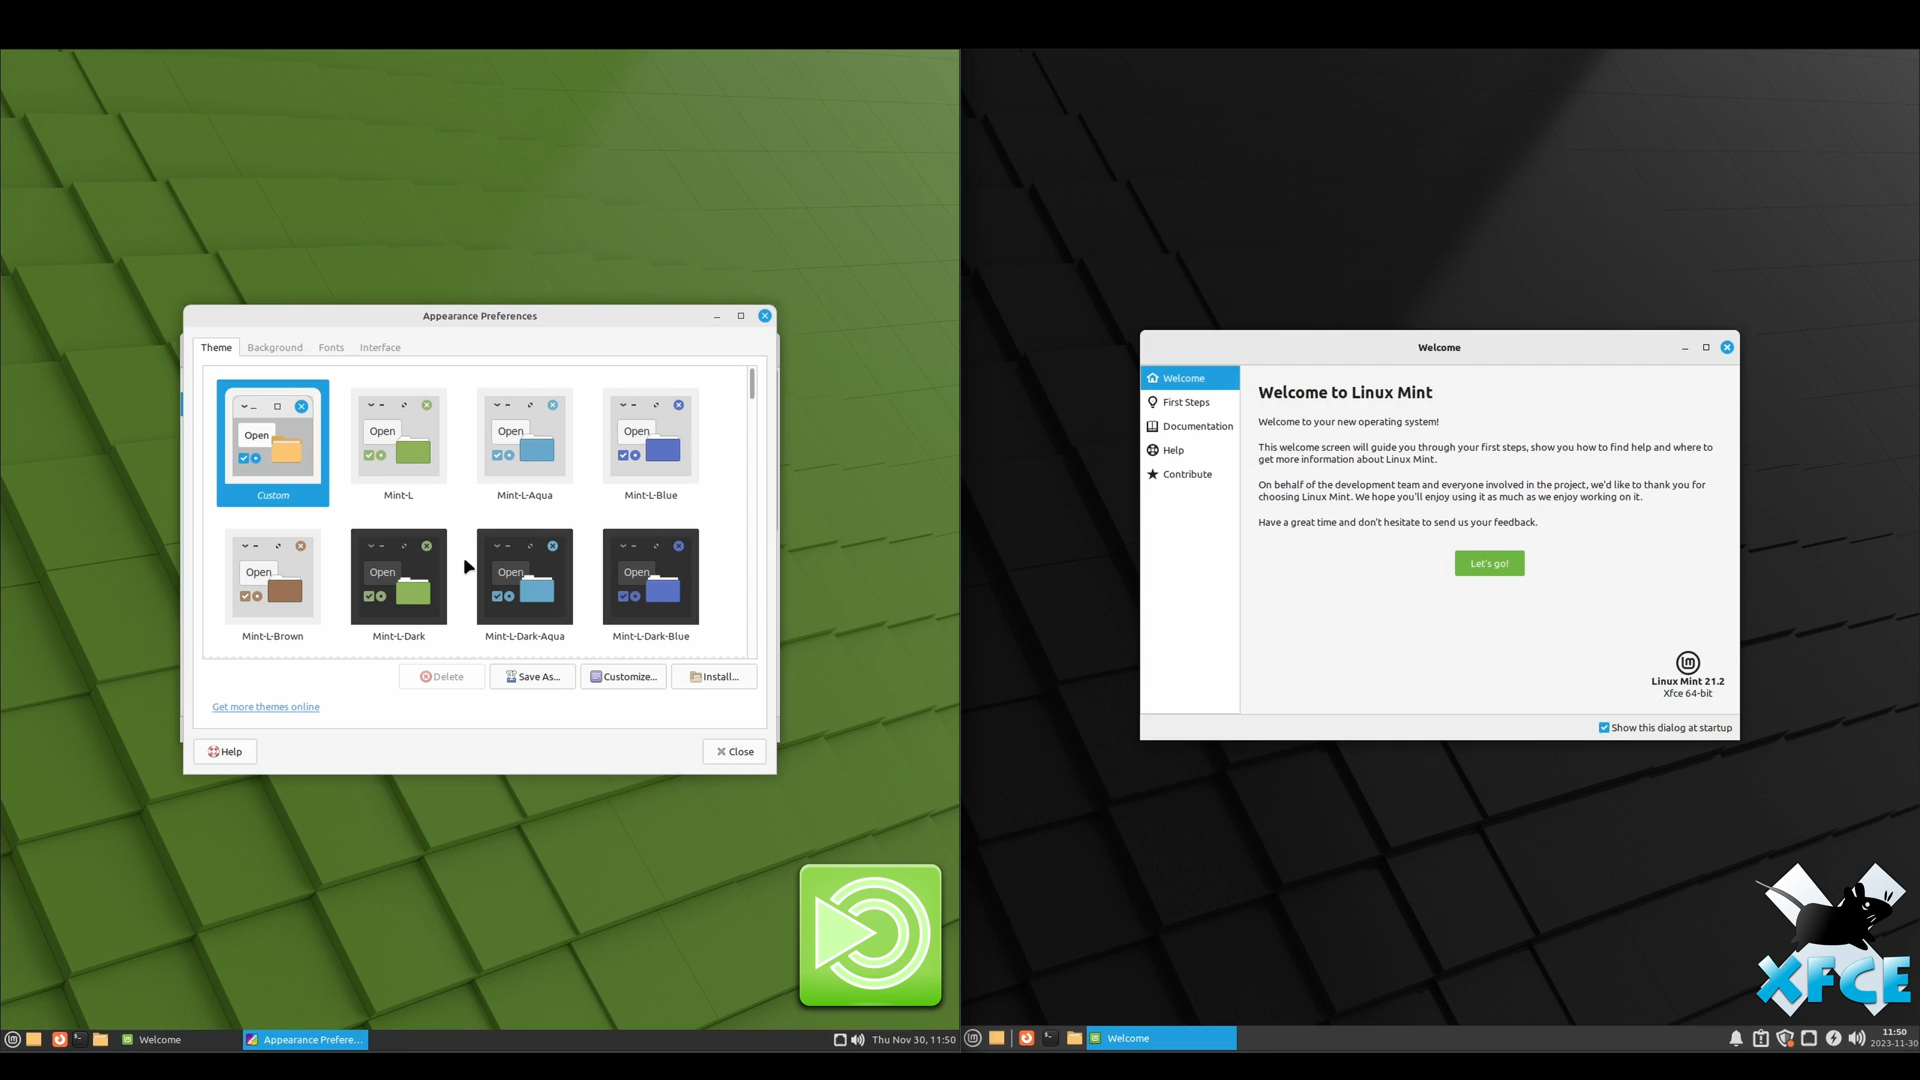 Appearance Preferences
Theme
Background
Fonts
Interface
Open
Open
Open
Open
Custom
Mint-L
Mint-L-Aqua
Mint-L-Blue
Open
Open
Open
Open
Mint-L-Brown
Mint-L-Dark
Mint-L-Dark-Aqua
Mint-L-Dark-Blue
Delete
Save As...
Customize...
Install...
Get more themes online
Help
Close
Welcome
Appearance Prefere...
Thu Nov 30, 11:50
Welcome
Welcome
First Steps
Documentation
Help
Contribute
Welcome to Linux Mint
Welcome to your new operating system!
This welcome screen will guide you through your first steps, show you how to find help and where to
get more information about Linux Mint.
On behalf of the development team and everyone involved in the project, we'd like to thank you for
choosing Linux Mint. We hope you'll enjoy using it as much as we enjoy working on it.
Have a great time and don't hesitate to send us your feedback.
Let's go!
Linux Mint 21.2
Xfce 64-bit
Show this dialog at startup
XFCE
Welcome
11:50
2023-11-30